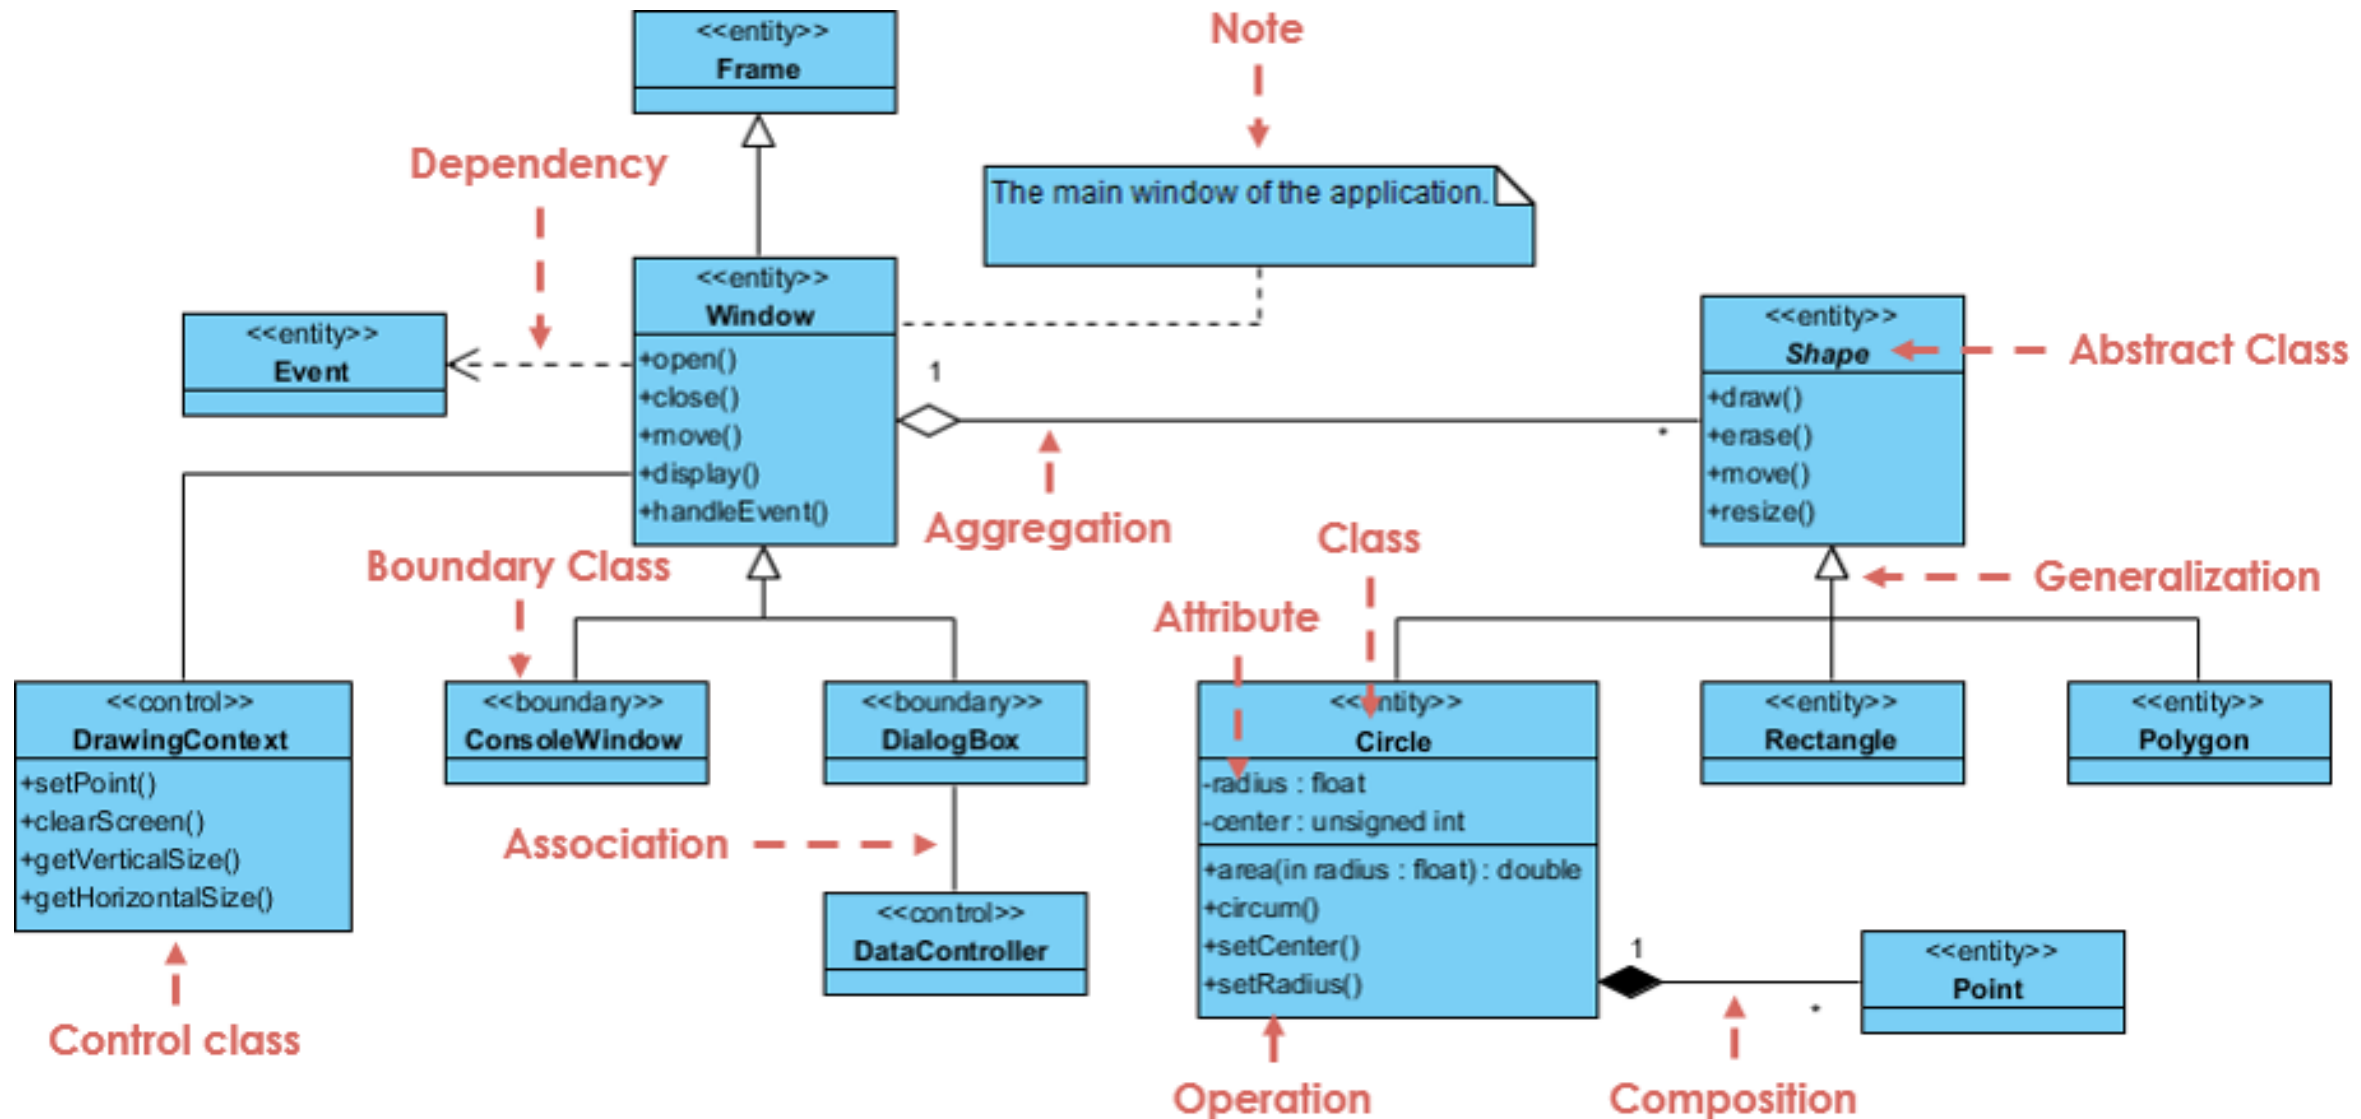 <<entity>>
Frame
Note
Dependency
The main window of the application.
<<entity>>
Window
+open()
+close()
+move()
+display()
+handleEvent()
<<entity>>
Event
1
*
Aggregation
<<entity>>
Shape
+draw()
+erase()
+move()
+resize()
Abstract Class
Generalization
Boundary Class
Class
Attribute
<<control>>
DrawingContext
+setPoint()
+clearScreen()
+getVerticalSize()
+getHorizontalSize()
Control class
<<boundary>>
ConsoleWindow
<<boundary>>
DialogBox
Association
<<control>>
DataController
<<entity>>
Circle
-radius : float
-center : unsigned int
+area(in radius : float) : double
+circum()
+setCenter()
+setRadius()
Operation
<<entity>>
Rectangle
<<entity>>
Polygon
1
*
Composition
<<entity>>
Point